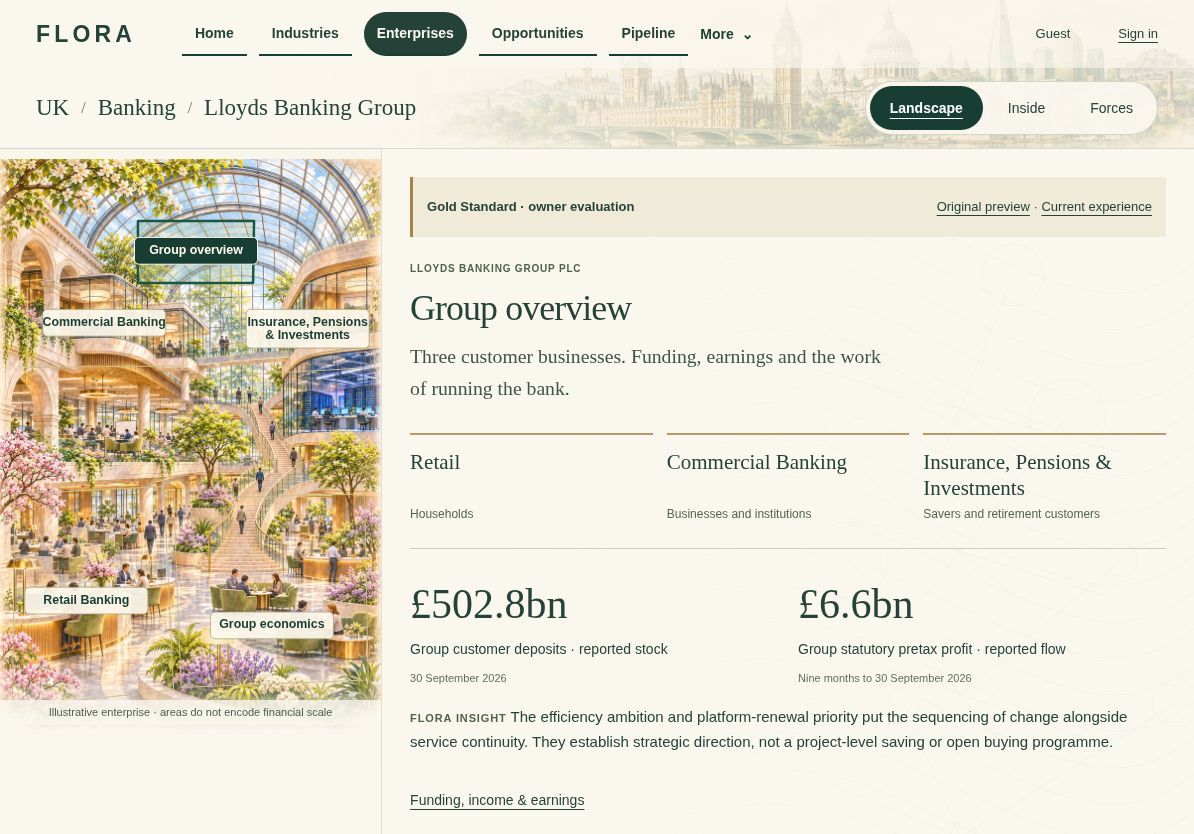 FLORA
Home
Industries
Enterprises
Opportunities
Pipeline
More
Guest
Sign in
UK / Banking / Lloyds Banking Group
Landscape
Inside
Forces
Group overview
Commercial Banking
Insurance, Pensions
& Investments
Retail Banking
Group economics
Illustrative enterprise · areas do not encode financial scale
Gold Standard · owner evaluation
Original preview · Current experience
LLOYDS BANKING GROUP PLC
Group overview
Three customer businesses. Funding, earnings and the work
of running the bank.
Retail
Households
Commercial Banking
Businesses and institutions
Insurance, Pensions &
Investments
Savers and retirement customers
£502.8bn
Group customer deposits · reported stock
30 September 2026
£6.6bn
Group statutory pretax profit · reported flow
Nine months to 30 September 2026
FLORA INSIGHT The efficiency ambition and platform-renewal priority put the sequencing of change alongside
service continuity. They establish strategic direction, not a project-level saving or open buying programme.
Funding, income & earnings